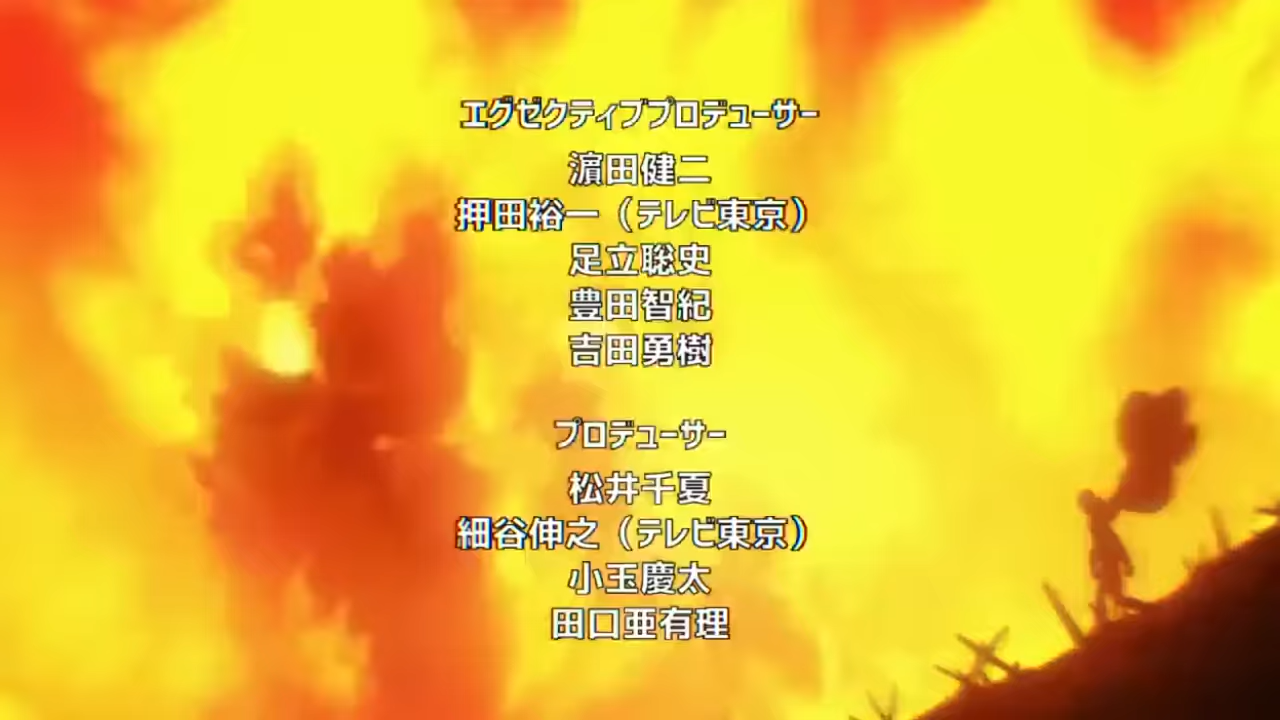 エグゼクティブプロデューサー
濵田健二
押田裕一（テレビ東京）
足立聡史
豊田智紀
吉田勇樹
プロデューサー
松井千夏
細谷伸之（テレビ東京）
小玉慶太
田口亜有理